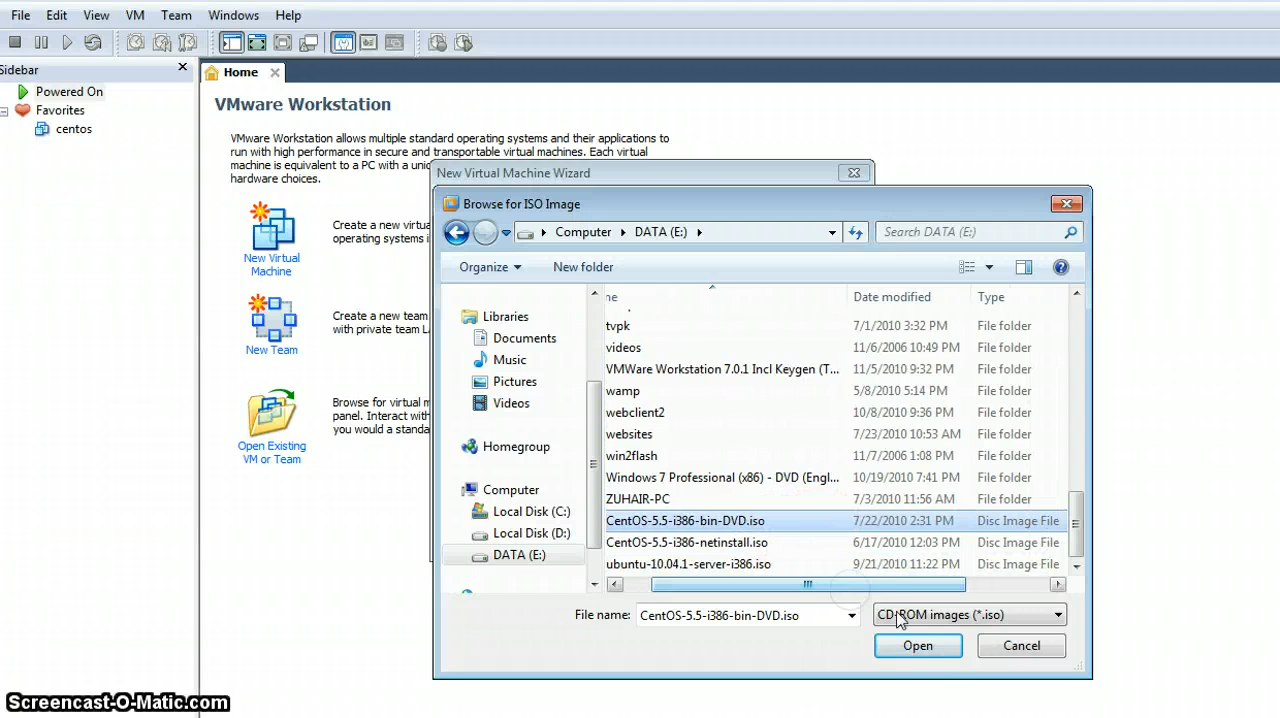 File Edit View VM Team Windows Help
Sidebar
Powered On
Favorites
centos
Home
VMware Workstation
VMware Workstation allows multiple standard operating systems and their applications to
run with high performance in secure and transportable virtual machines. Each virtual
machine is equivalent to a PC with a
hardware choices.
New Virtual
Machine
Create a new
operating systems
New Team
Create a new team
with private team
Open Existing
VM or Team
Browse for virtual
panel. Interact with
you would a
New Virtual Machine Wizard
Browse for ISO Image
Computer DATA (E:)
Search DATA (E:)
Organize New folder
Libraries
Documents
Music
Pictures
Videos
Homegroup
Computer
Local Disk (C:)
Local Disk (D:)
DATA (E:)
me Date modified Type
tvpk 7/1/2010 3:32 PM File folder
videos 11/6/2006 10:49 PM File folder
VMWare Workstation 7.0.1 Incl Keygen (T... 11/5/2010 9:32 PM File folder
wamp 5/8/2010 5:14 PM File folder
webclient2 10/8/2010 9:36 PM File folder
websites 7/23/2010 10:53 AM File folder
win2flash 11/7/2006 1:08 PM File folder
Windows 7 Professional (x86) - DVD (Engl... 10/19/2010 7:41 PM File folder
ZUHAIR-PC 7/3/2010 11:56 AM File folder
CentOS-5.5-i386-bin-DVD.iso 7/22/2010 2:31 PM Disc Image File
CentOS-5.5-i386-netinstall.iso 6/17/2010 12:03 PM Disc Image File
ubuntu-10.04.1-server-i386.iso 9/21/2010 11:22 PM Disc Image File
File name: CentOS-5.5-i386-bin-DVD.iso CD-ROM images (*.iso)
Open Cancel
Screencast-O-Matic.com